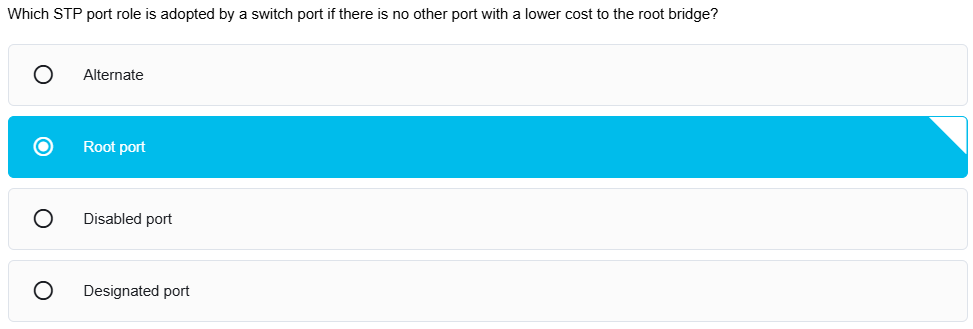 Which STP port role is adopted by a switch port if there is no other port with a lower cost to the root bridge?
Alternate
Root port
Disabled port
Designated port